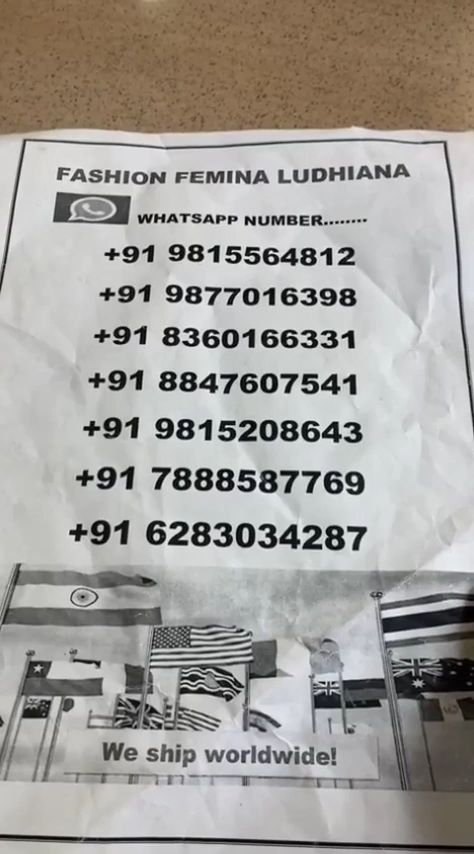 FASHION FEMINA LUDHIANA
WHATSAPP NUMBER........
+91 9815564812
+91 9877016398
+91 8360166331
+91 8847607541
+91 9815208643
+91 7888587769
+91 6283034287
We ship worldwide!